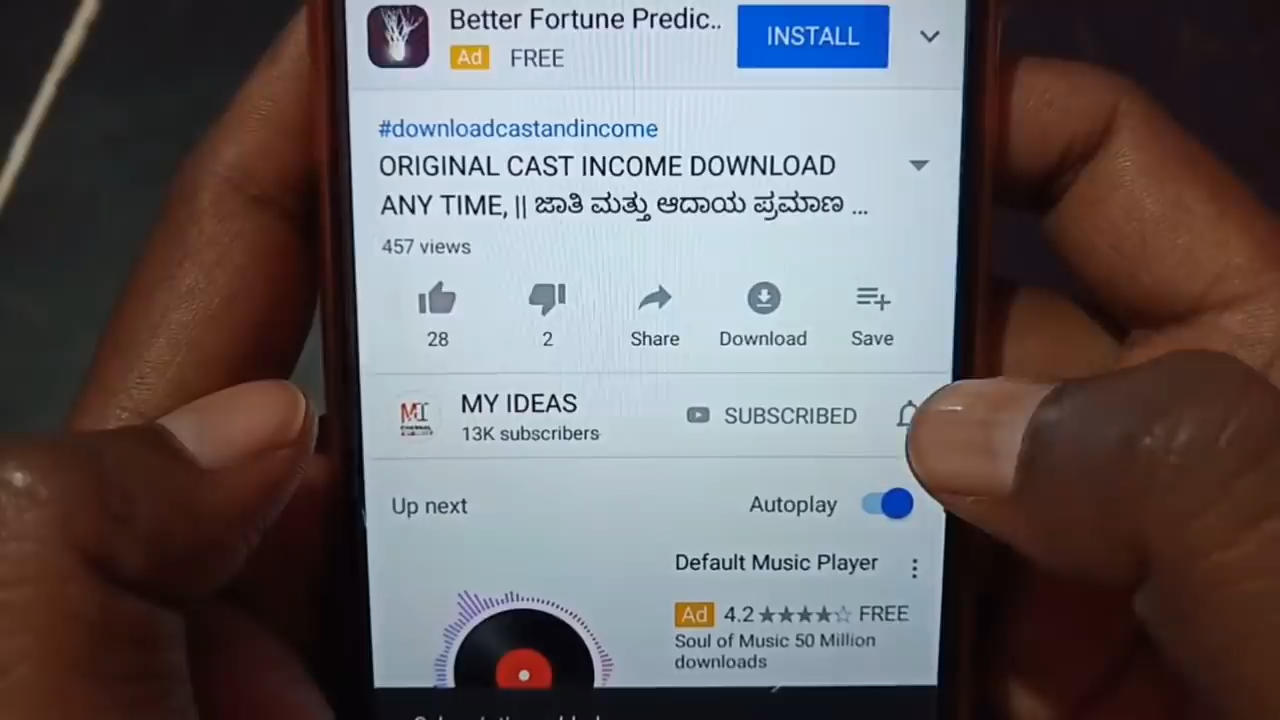 Better Fortune Predic..
INSTALL
Ad FREE
#downloadcastandincome
ORIGINAL CAST INCOME DOWNLOAD
ANY TIME, || ಜಾತಿ ಮತ್ತು ಆದಾಯ ಪ್ರಮಾಣ ...
457 views
28 2 Share Download Save
MY IDEAS
SUBSCRIBED
13K subscribers
Up next
Autoplay
Default Music Player
Ad 4.2★★★★☆ FREE
Soul of Music 50 Million
downloads